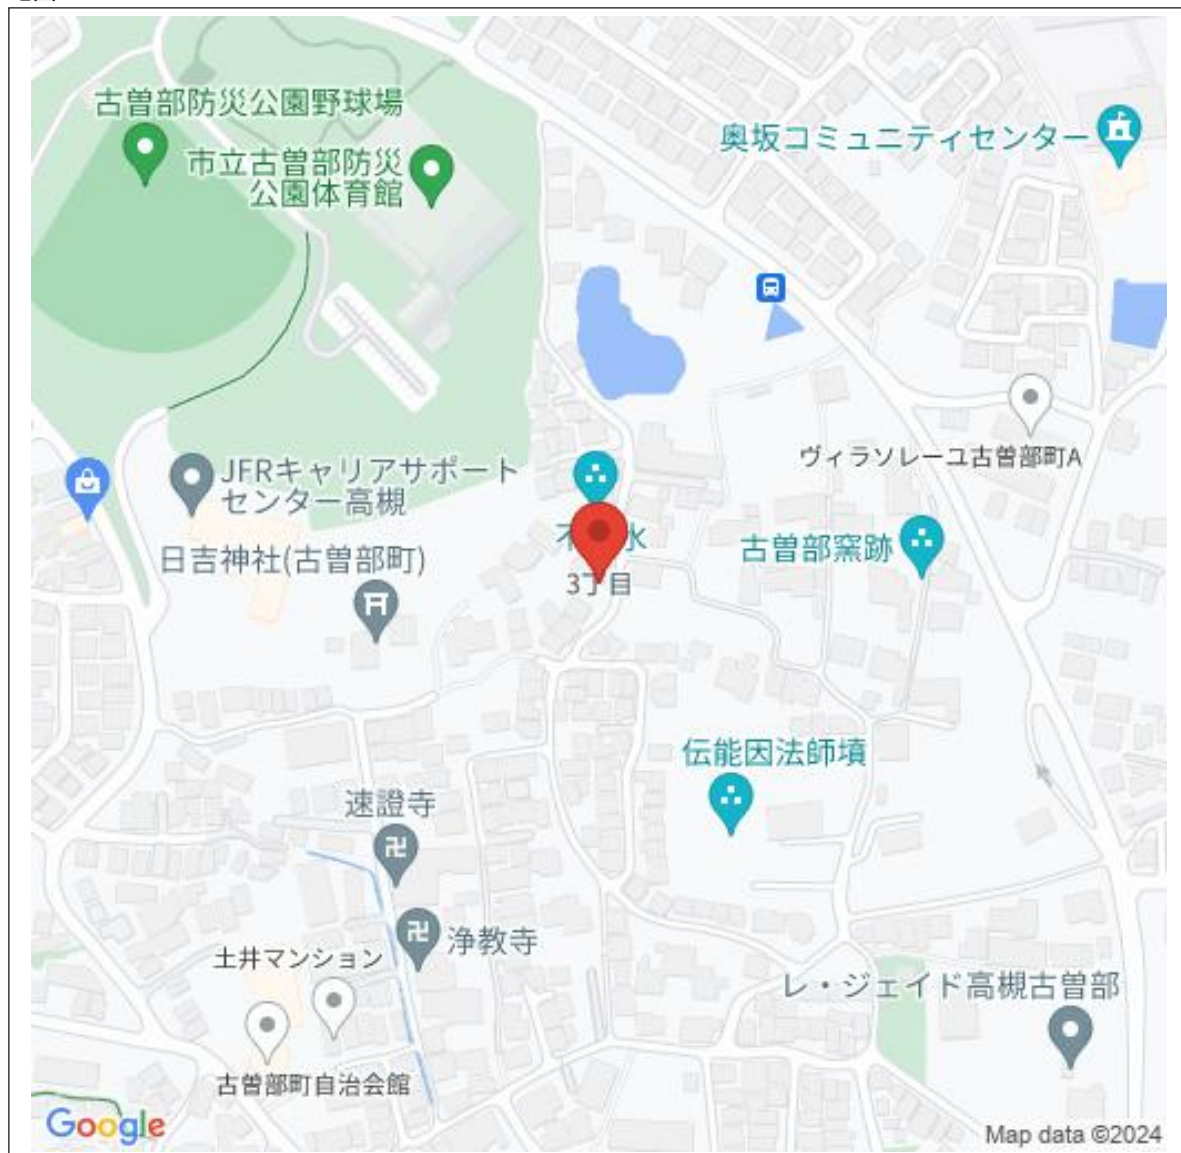 古曽部防災公園野球場
市立古曽部防災
公園体育館
奥坂コミュニティセンター
ヴィラソレーユ古曽部町A
JFRキャリアサポート
センター高槻
日吉神社(古曽部町)
古曽部窯跡
3丁目
伝能因法師墳
速證寺
浄教寺
土井マンション
レ・ジェイド高槻古曽部
古曽部町自治会館
Google
Map data ©2024